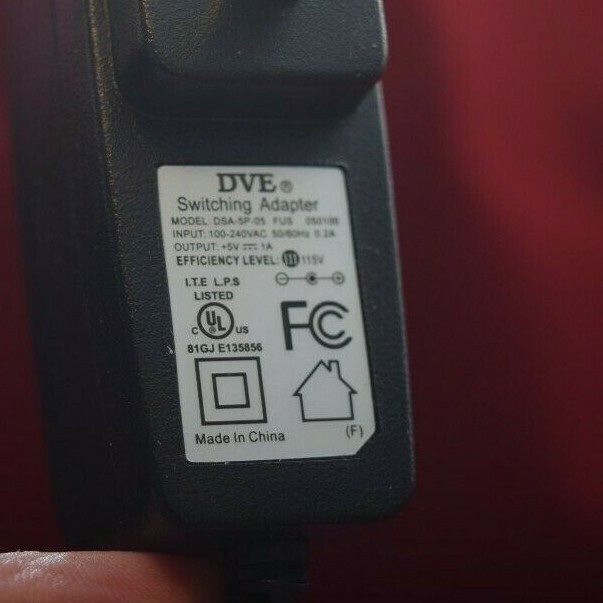 DVE®
Switching Adapter
MODEL: DSA-5P-05 FUS 050100
INPUT: 100-240VAC 50/60Hz 0.2A
OUTPUT: +5V ⎓ 1A
EFFICIENCY LEVEL: III 115V
I.T.E L.P.S
LISTED
C UL ® US
FC
81GJ E135856
Made In China
(F)